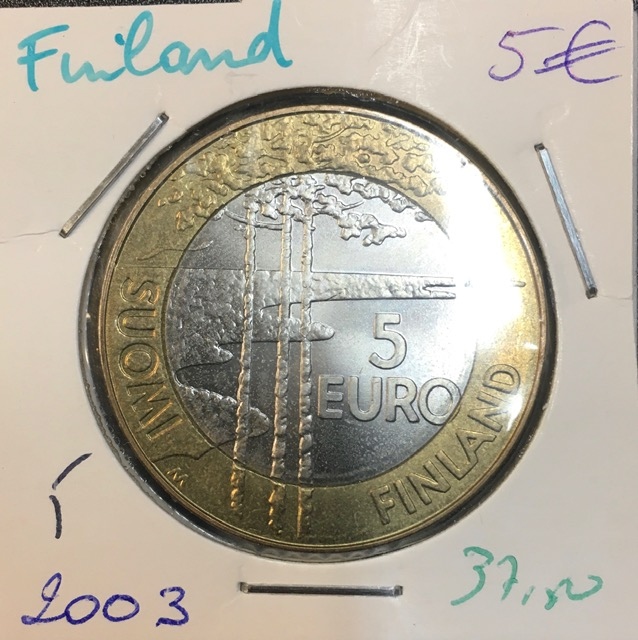 Finland
5€
SUOMI
5
EURO
FINLAND
M
2003
37,50